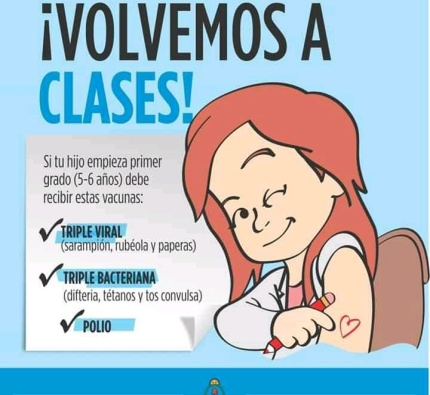 ¡VOLVEMOS A
CLASES!
Si tu hijo empieza primer
grado (5-6 años) debe
recibir estas vacunas:
TRIPLE VIRAL
(sarampión, rubéola y paperas)
TRIPLE BACTERIANA
(difteria, tétanos y tos convulsa)
POLIO